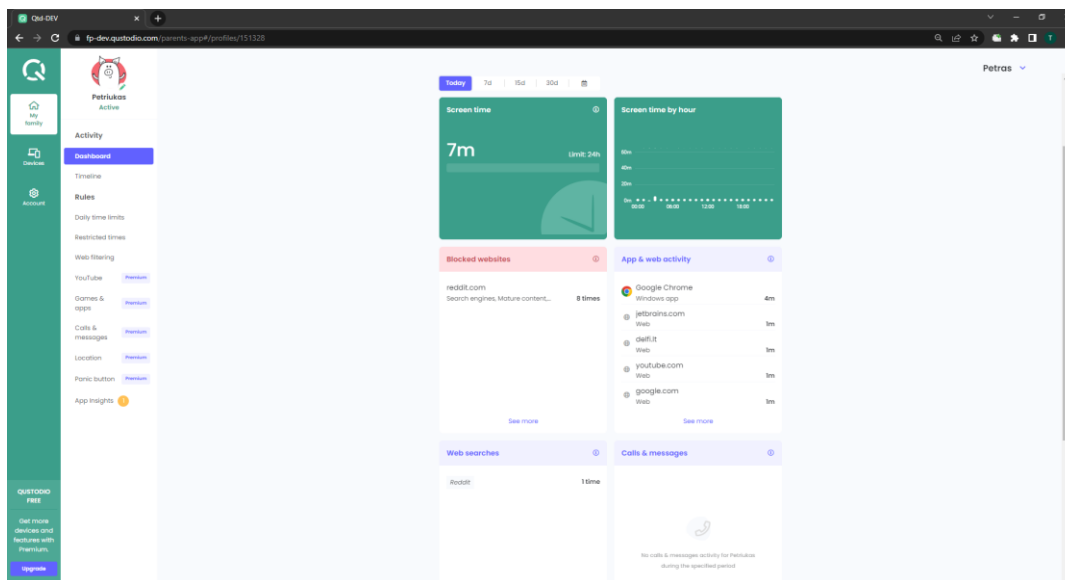 Qtd-DEV
fp-dev.qustodio.com/parents-app#/profiles/151328
T
My
family
Devices
Account
QUSTODIO
FREE
Get more
devices and
features with
Premium.
Upgrade
Petriukas
Active
Activity
Dashboard
Timeline
Rules
Daily time limits
Restricted times
Web filtering
YouTube Premium
Games &
apps Premium
Calls &
messages Premium
Location Premium
Panic button Premium
App Insights
Petras
Today 7d 15d 30d
Screen time
7m Limit: 24h
Screen time by hour
40m
20m
0m
00:00 06:00 12:00 18:00
Blocked websites
reddit.com
Search engines, Mature content,... 8 times
See more
App & web activity
Google Chrome
Windows app 4m
jetbrains.com
Web 1m
delfi.lt
Web 1m
youtube.com
Web 1m
google.com
Web 1m
See more
Web searches
Reddit 1 time
Calls & messages
No calls & messages activity for Petriukas
during the specified period